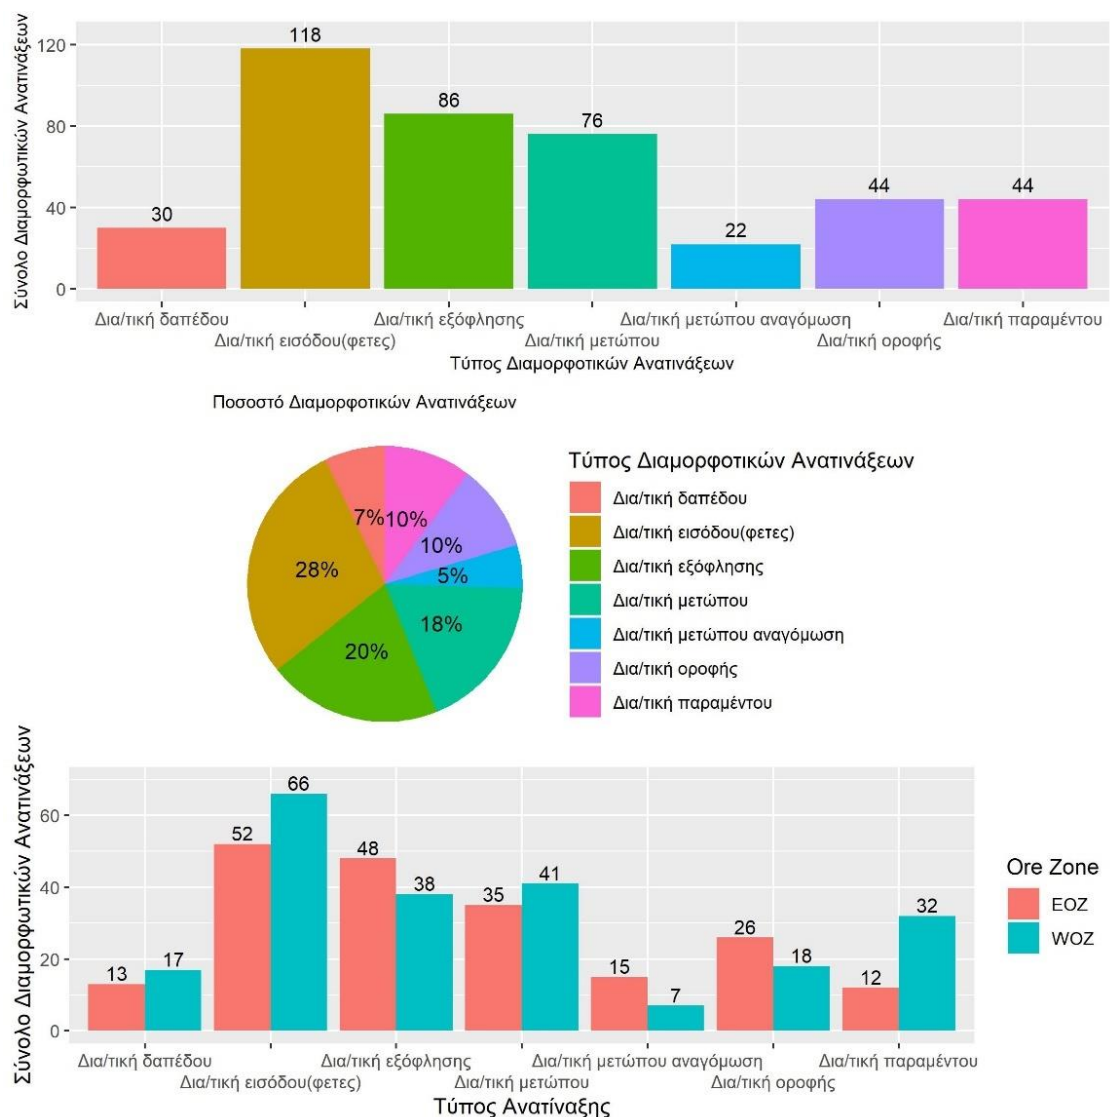 Σύνολο Διαμορφωτικών Ανατινάξεων
120
80
40
0
30
118
86
76
22
44
44
Δια/τική δαπέδου
Δια/τική εισόδου(φετες)
Δια/τική εξόφλησης
Δια/τική μετώπου
Δια/τική μετώπου αναγόμωση
Δια/τική οροφής
Δια/τική παραμέντου
Τύπος Διαμορφοτικών Ανατινάξεων
Ποσοστό Διαμορφοτικών Ανατινάξεων
7%
10%
10%
5%
28%
18%
20%
Τύπος Διαμορφοτικών Ανατινάξεων
Δια/τική δαπέδου
Δια/τική εισόδου(φετες)
Δια/τική εξόφλησης
Δια/τική μετώπου
Δια/τική μετώπου αναγόμωση
Δια/τική οροφής
Δια/τική παραμέντου
Σύνολο Διαμορφωτικών Ανατινάξεων
60
40
20
0
13
17
52
66
48
38
35
41
15
7
26
18
12
32
Δια/τική δαπέδου
Δια/τική εισόδου(φετες)
Δια/τική εξόφλησης
Δια/τική μετώπου
Δια/τική μετώπου αναγόμωση
Δια/τική οροφής
Δια/τική παραμέντου
Τύπος Ανατίναξης
Ore Zone
EOZ
WOZ